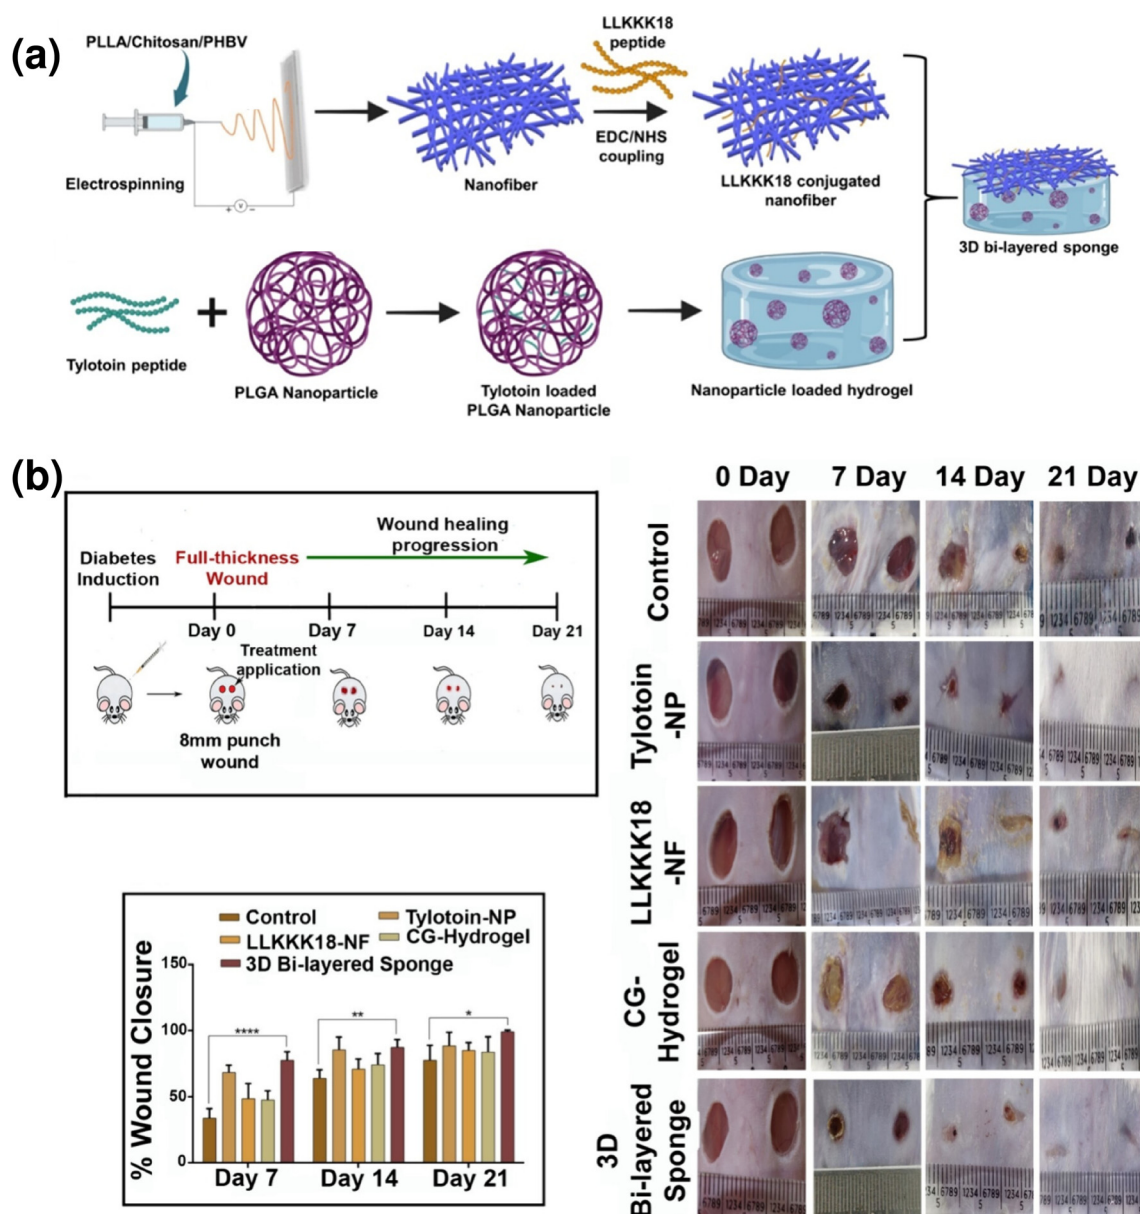 (a)
PLLA/Chitosan/PHBV
LLKKK18
peptide
EDC/NHS
coupling
Electrospinning
+ V −
Nanofiber
LLKKK18 conjugated
nanofiber
3D bi-layered sponge
+
Tylotoin peptide
PLGA Nanoparticle
Tylotoin loaded
PLGA Nanoparticle
Nanoparticle loaded hydrogel
(b)
Diabetes
Induction
Full-thickness
Wound
Wound healing
progression
Day 0
Day 7
Day 14
Day 21
Treatment
application
8mm punch
wound
Control
Tylotoin-NP
LLKKK18-NF
CG-Hydrogel
3D Bi-layered Sponge
% Wound Closure
150
100
50
0
****
**
*
Day 7
Day 14
Day 21
0 Day
7 Day
14 Day
21 Day
Control
Tylotoin
-NP
LLKKK18
-NF
CG-
Hydrogel
3D
Bi-layered
Sponge